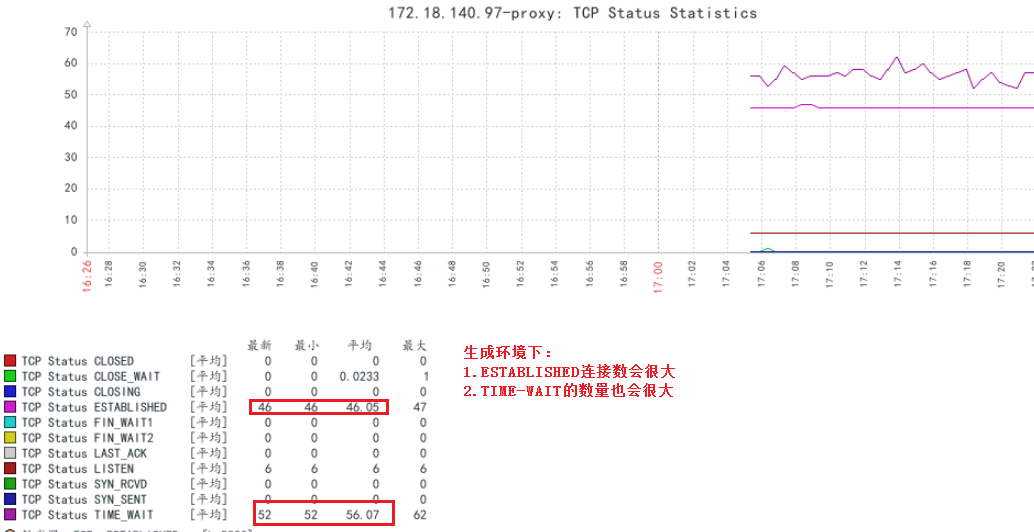 172.18.140.97-proxy: TCP Status Statistics
70
60
50
40
30
20
10
0
16:26 16:28 16:30 16:32 16:34 16:36 16:38 16:40 16:42 16:44 16:46 16:48 16:50 16:52 16:54 16:56 16:58 17:00 17:02 17:04 17:06 17:08 17:10 17:12 17:14 17:16 17:18 17:20
最新 最小 平均 最大
TCP Status CLOSED [平均] 0 0 0 0
TCP Status CLOSE_WAIT [平均] 0 0 0.0233 1
TCP Status CLOSING [平均] 0 0 0 0
TCP Status ESTABLISHED [平均] 46 46 46.05 47
TCP Status FIN_WAIT1 [平均] 0 0 0 0
TCP Status FIN_WAIT2 [平均] 0 0 0 0
TCP Status LAST_ACK [平均] 0 0 0 0
TCP Status LISTEN [平均] 6 6 6 6
TCP Status SYN_RCVD [平均] 0 0 0 0
TCP Status SYN_SENT [平均] 0 0 0 0
TCP Status TIME_WAIT [平均] 52 52 56.07 62
生成环境下：
1.ESTABLISHED连接数会很大
2.TIME-WAIT的数量也会很大